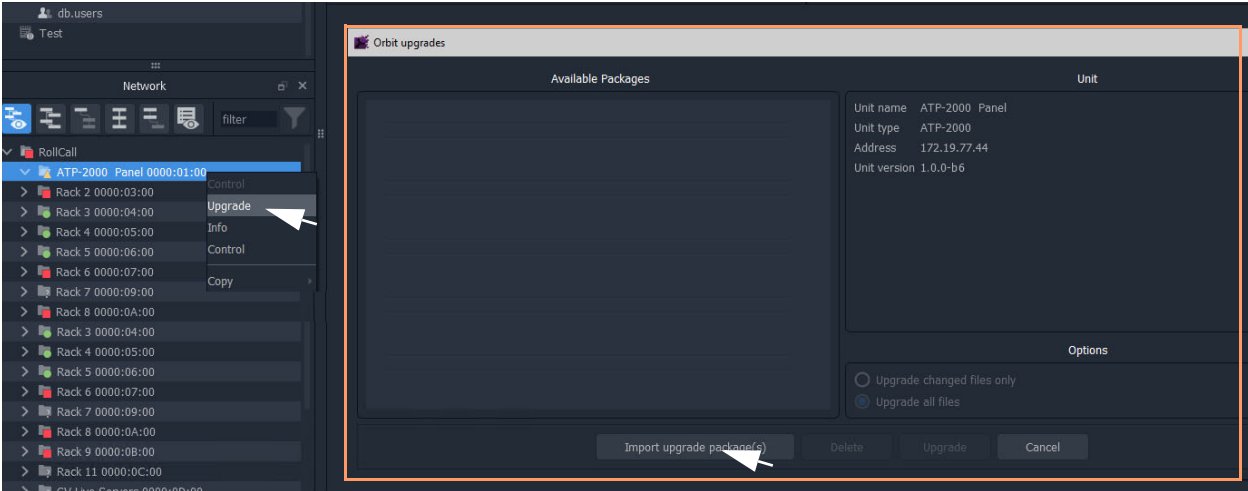 db.users
Test
Network
filter
RollCall
ATP-2000 Panel 0000:01:00
Rack 2 0000:03:00
Rack 3 0000:04:00
Rack 4 0000:05:00
Rack 5 0000:06:00
Rack 6 0000:07:00
Rack 7 0000:09:00
Rack 8 0000:0A:00
Rack 3 0000:04:00
Rack 4 0000:05:00
Rack 5 0000:06:00
Rack 6 0000:07:00
Rack 7 0000:09:00
Rack 8 0000:0A:00
Rack 9 0000:0B:00
Rack 11 0000:0C:00
CV Live Servers 0000:0D:00
Control
Upgrade
Info
Control
Copy
Orbit upgrades
Available Packages
Unit
Unit name ATP-2000 Panel
Unit type ATP-2000
Address 172.19.77.44
Unit version 1.0.0-b6
Options
Upgrade changed files only
Upgrade all files
Import upgrade package(s)
Delete
Upgrade
Cancel